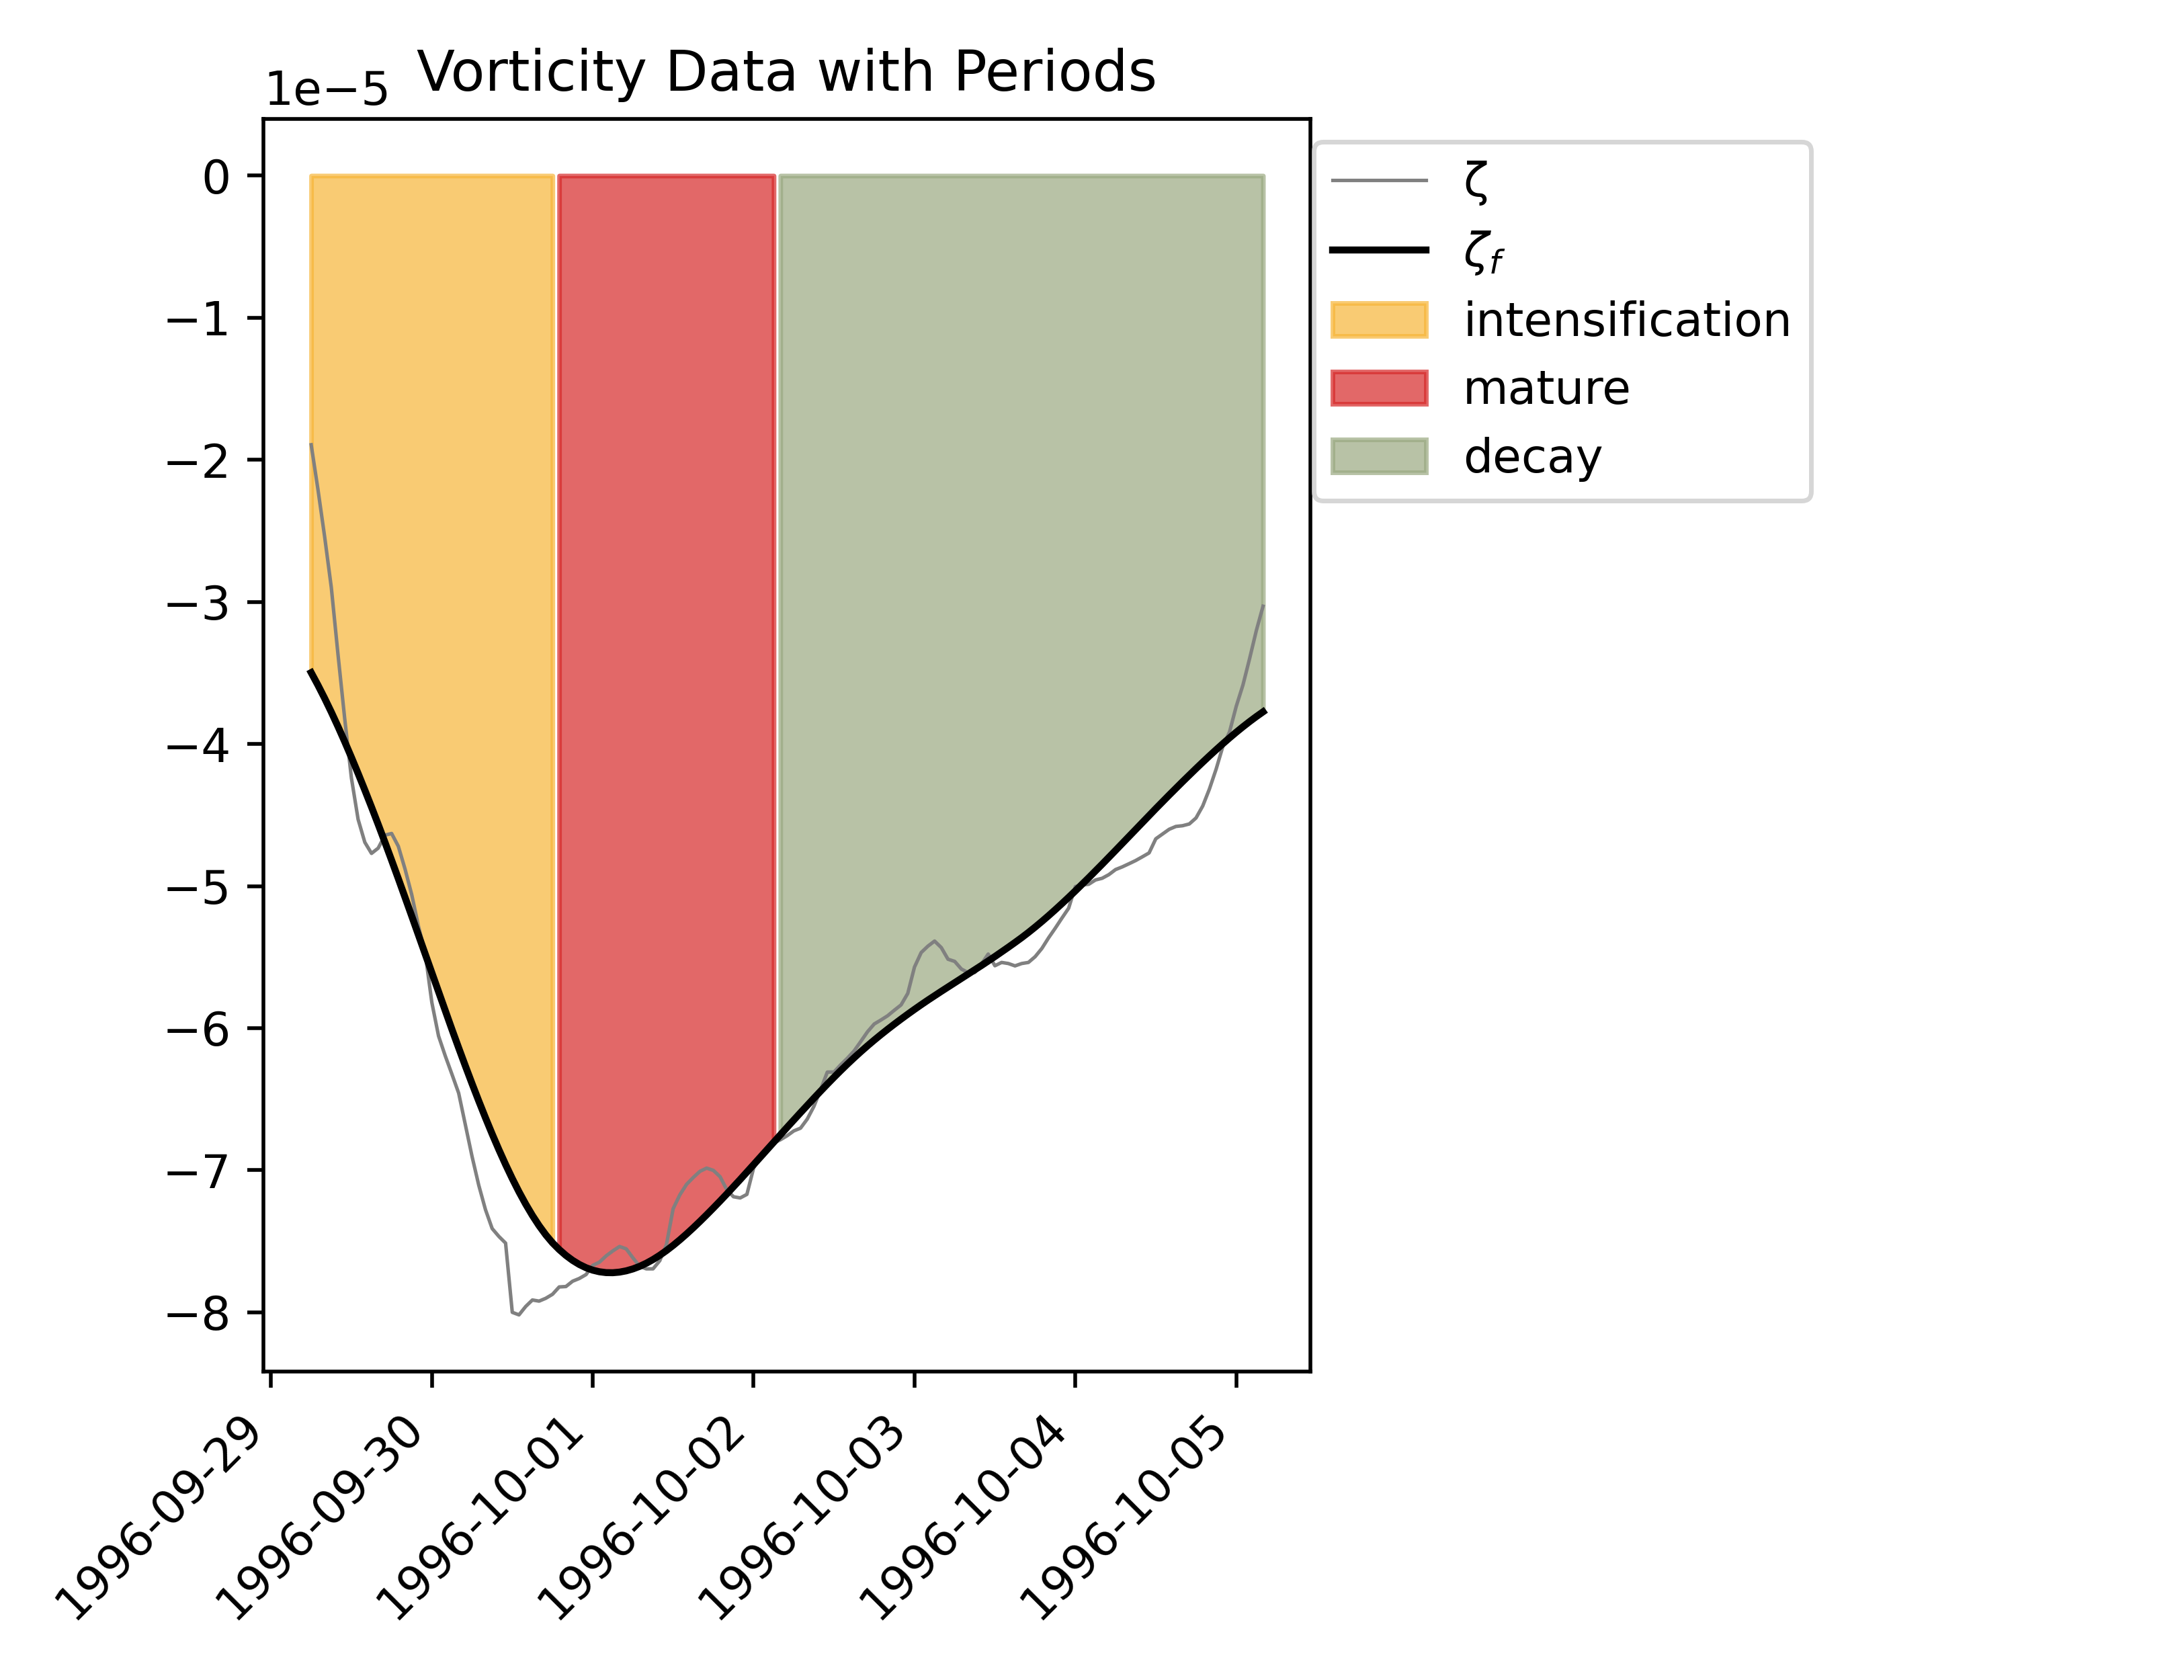 Vorticity Data with Periods
1e−5
0
−1
−2
−3
−4
−5
−6
−7
−8
1996-09-29
1996-09-30
1996-10-01
1996-10-02
1996-10-03
1996-10-04
1996-10-05
ζ
ζf
intensification
mature
decay